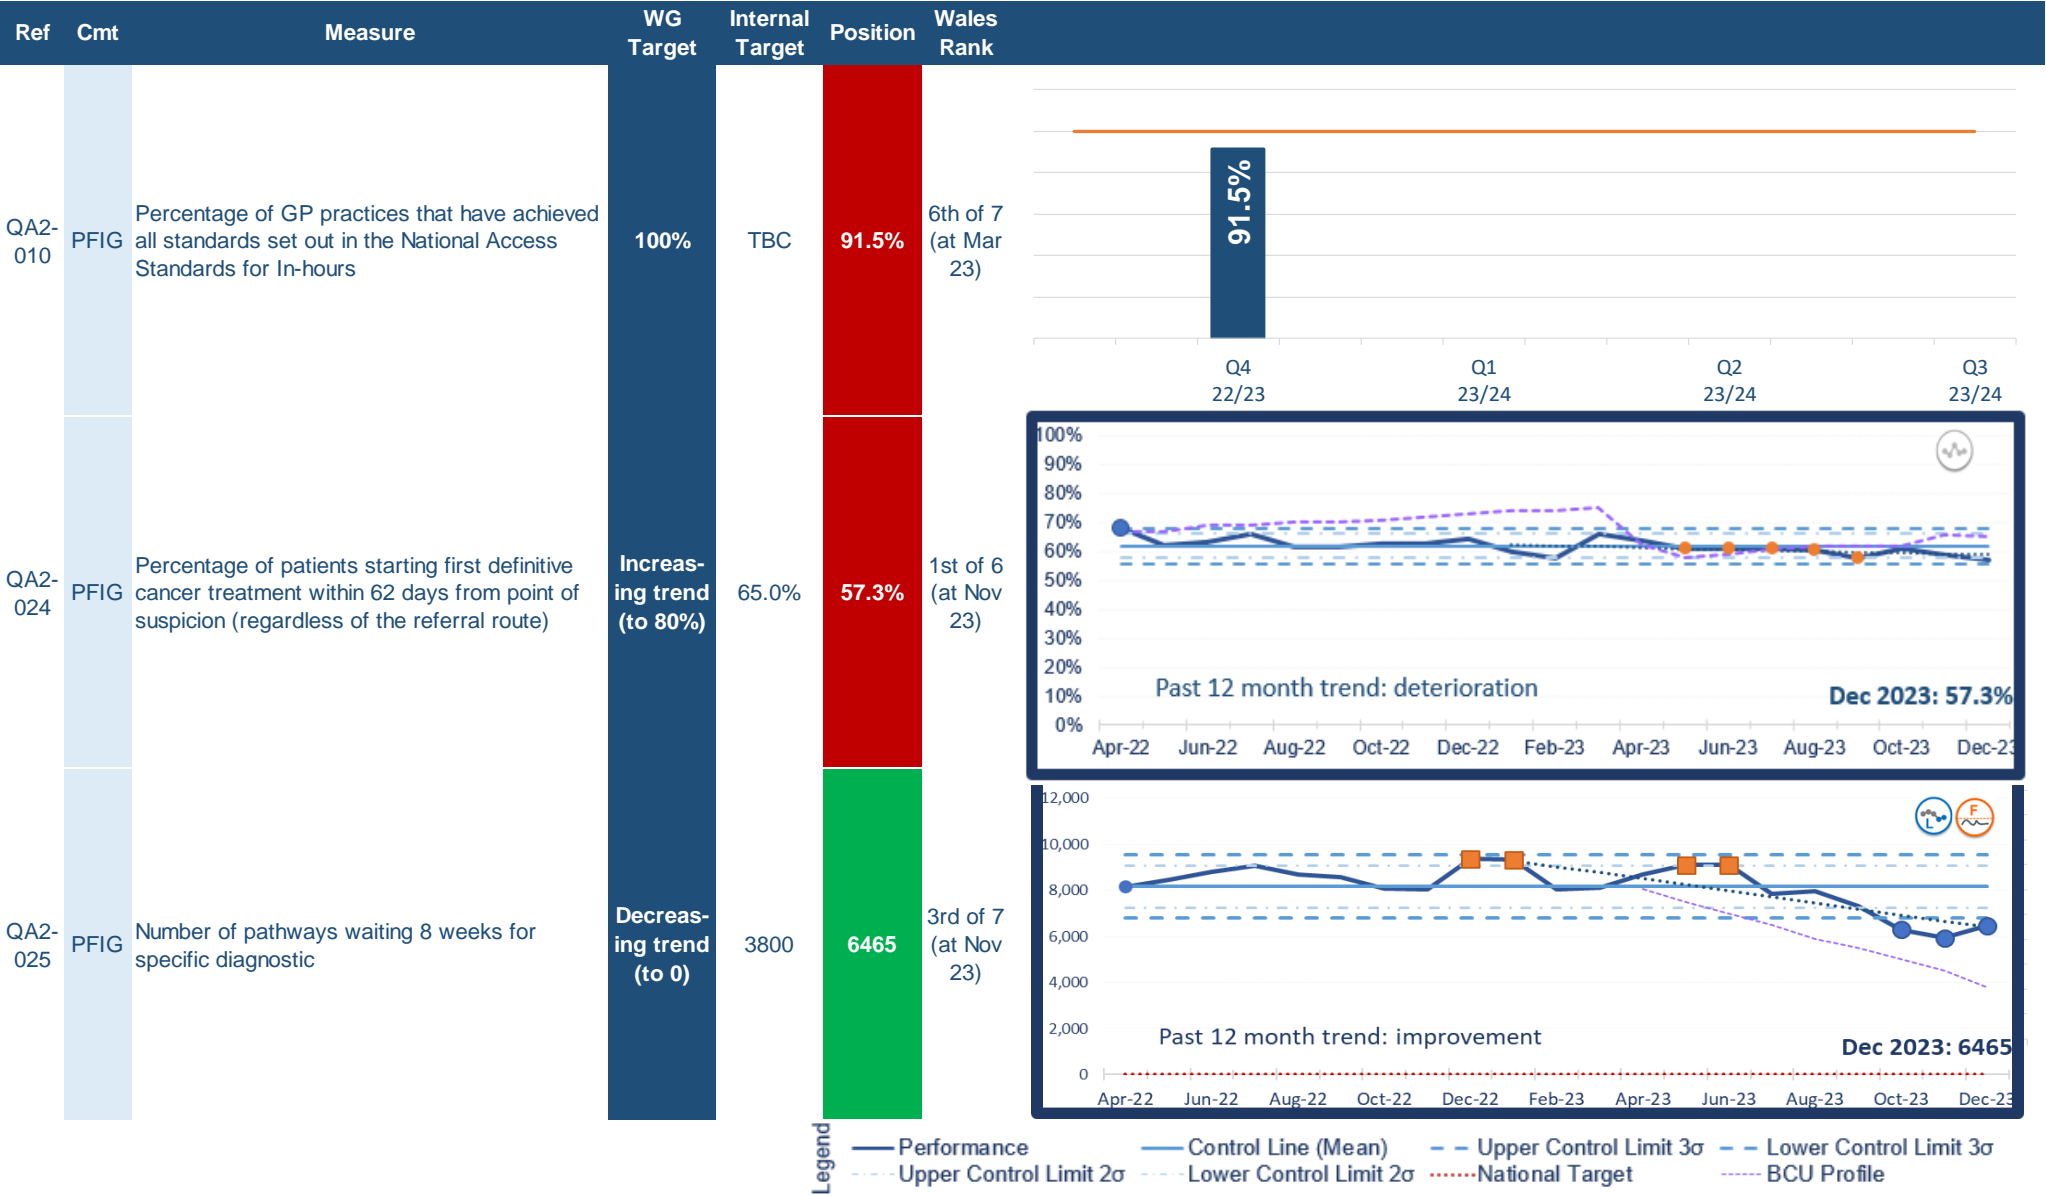 Ref Cmt Measure WG Target Internal Target Position Wales Rank
QA2-010 PFIG Percentage of GP practices that have achieved
all standards set out in the National Access
Standards for In-hours
100% TBC 91.5% 6th of 7
(at Mar
23)
91.5%
Q4 Q1 Q2 Q3
22/23 23/24 23/24 23/24
QA2-024 PFIG Percentage of patients starting first definitive
cancer treatment within 62 days from point of
suspicion (regardless of the referral route)
Increas-
ing trend
(to 80%)
65.0% 57.3% 1st of 6
(at Nov
23)
100%
90%
80%
70%
60%
50%
40%
30%
20%
10%
0%
Past 12 month trend: deterioration
Dec 2023: 57.3%
Apr-22 Jun-22 Aug-22 Oct-22 Dec-22 Feb-23 Apr-23 Jun-23 Aug-23 Oct-23 Dec-23
QA2-025 PFIG Number of pathways waiting 8 weeks for
specific diagnostic
Decreas-
ing trend
(to 0)
3800 6465 3rd of 7
(at Nov
23)
12,000
10,000
8,000
6,000
4,000
2,000
0
L F
Past 12 month trend: improvement
Dec 2023: 6465
Apr-22 Jun-22 Aug-22 Oct-22 Dec-22 Feb-23 Apr-23 Jun-23 Aug-23 Oct-23 Dec-23
Legend
Performance Control Line (Mean) Upper Control Limit 3σ Lower Control Limit 3σ
Upper Control Limit 2σ Lower Control Limit 2σ National Target BCU Profile